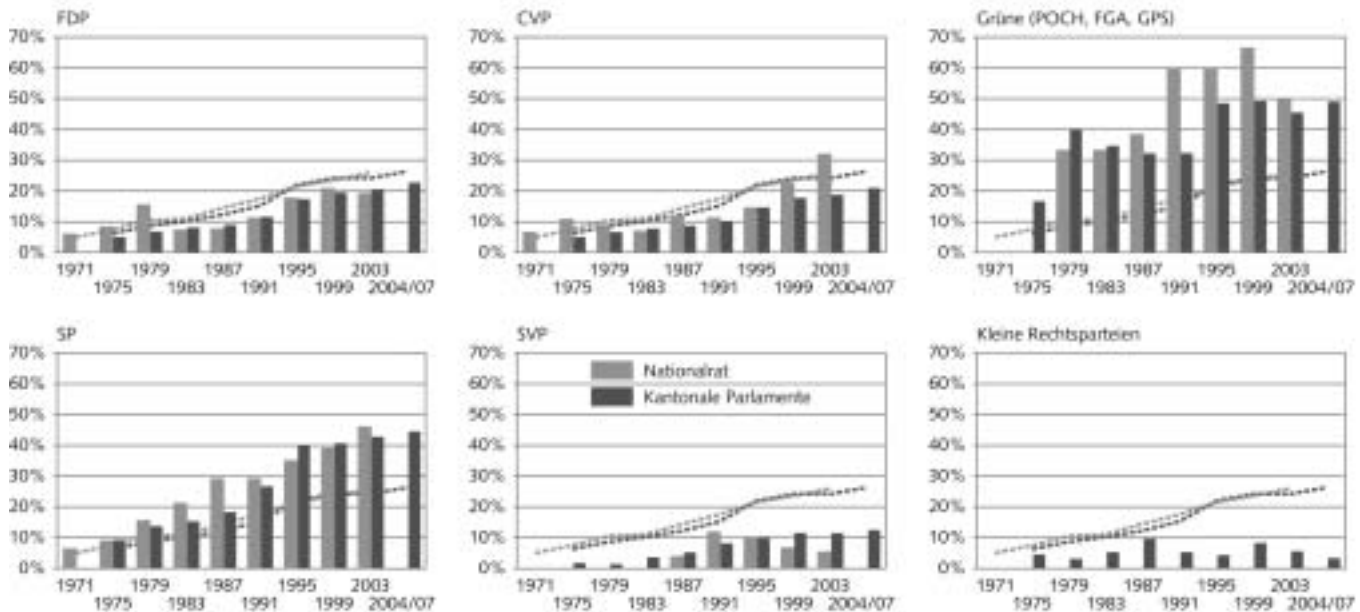 FDP
70%
60%
50%
40%
30%
20%
10%
0%
1971 1979 1987 1995 2003
1975 1983 1991 1999 2004/07
CVP
70%
60%
50%
40%
30%
20%
10%
0%
1971 1979 1987 1995 2003
1975 1983 1991 1999 2004/07
Grüne (POCH, FGA, GPS)
70%
60%
50%
40%
30%
20%
10%
0%
1971 1979 1987 1995 2003
1975 1983 1991 1999 2004/07
SP
70%
60%
50%
40%
30%
20%
10%
0%
1971 1979 1987 1995 2003
1975 1983 1991 1999 2004/07
SVP
70%
60%
50%
40%
30%
20%
10%
0%
Nationalrat
Kantonale Parlamente
1971 1979 1987 1995 2003
1975 1983 1991 1999 2004/07
Kleine Rechtsparteien
70%
60%
50%
40%
30%
20%
10%
0%
1971 1979 1987 1995 2003
1975 1983 1991 1999 2004/07